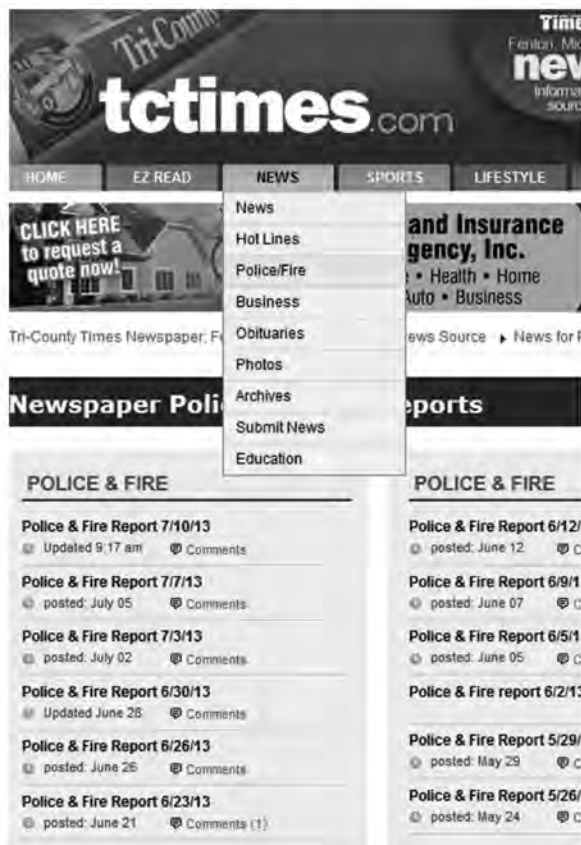 Tri-County
Time
Fenton, Mic
new
Informa
sourc
tctimes.com
HOME
EZ READ
NEWS
SPORTS
LIFESTYLE
News
Hot Lines
Police/Fire
Business
Obituaries
Photos
Archives
Submit News
Education
CLICK HERE
to request a
quote now!
and Insurance
gency, Inc.
• Health • Home
Auto • Business
Tri-County Times Newspaper; F
ews Source
News for F
Newspaper Poli
eports
POLICE & FIRE
Police & Fire Report 7/10/13
Updated 9:17 am Comments
Police & Fire Report 7/7/13
posted: July 05 Comments
Police & Fire Report 7/3/13
posted: July 02 Comments
Police & Fire Report 6/30/13
Updated June 28 Comments
Police & Fire Report 6/26/13
posted: June 26 Comments
Police & Fire Report 6/23/13
posted: June 21 Comments (1)
POLICE & FIRE
Police & Fire Report 6/12/
posted: June 12 C
Police & Fire Report 6/9/1
posted: June 07 C
Police & Fire Report 6/5/1
posted: June 05 C
Police & Fire report 6/2/13
Police & Fire Report 5/29/
posted: May 29 C
Police & Fire Report 5/26/
posted: May 24 C